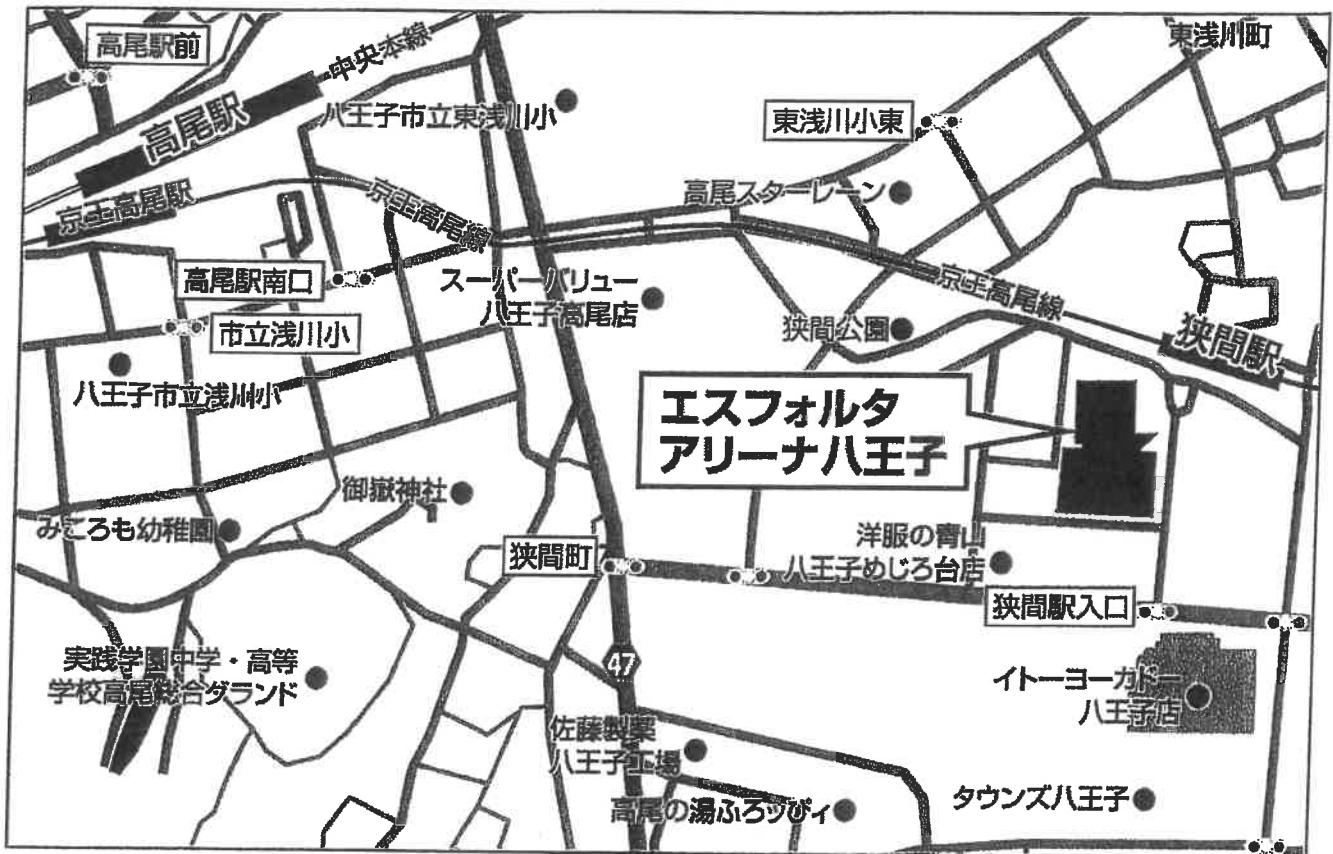 高尾駅前
中央本線
東浅川町
高尾駅
八王子市立東浅川小
東浅川小東
京王高尾駅
京王高尾線
高尾スターレーン
高尾駅南口
スーパーバリュー
八王子高尾店
京王高尾線
市立浅川小
狭間公園
狭間駅
八王子市立浅川小
エスフォルタ
アリーナ八王子
御嶽神社
みころも幼稚園
狭間町
洋服の青山
八王子めじろ台店
狭間駅入口
実践学園中学・高等
学校高尾総合グランド
47
イトーヨーカドー
八王子店
佐藤製薬
八王子工場
高尾の湯ふろッぴィ
タウンズ八王子